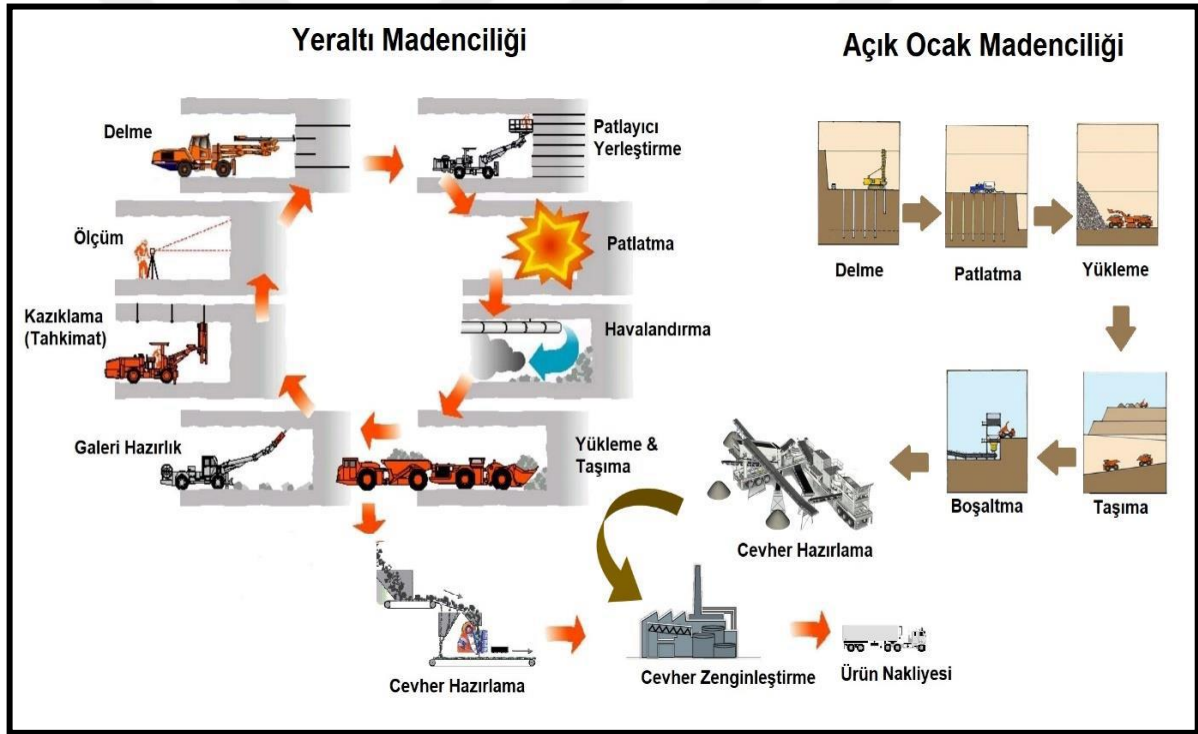 Yeraltı Madenciliği
Açık Ocak Madenciliği
Delme
Patlayıcı
Yerleştirme
Ölçüm
Patlatma
Kazıklama
(Tahkimat)
Havalandırma
Galeri Hazırlık
Yükleme &
Taşıma
Delme
Patlatma
Yükleme
Boşaltma
Taşıma
Cevher Hazırlama
Cevher Hazırlama
Cevher Zenginleştirme
Ürün Nakliyesi